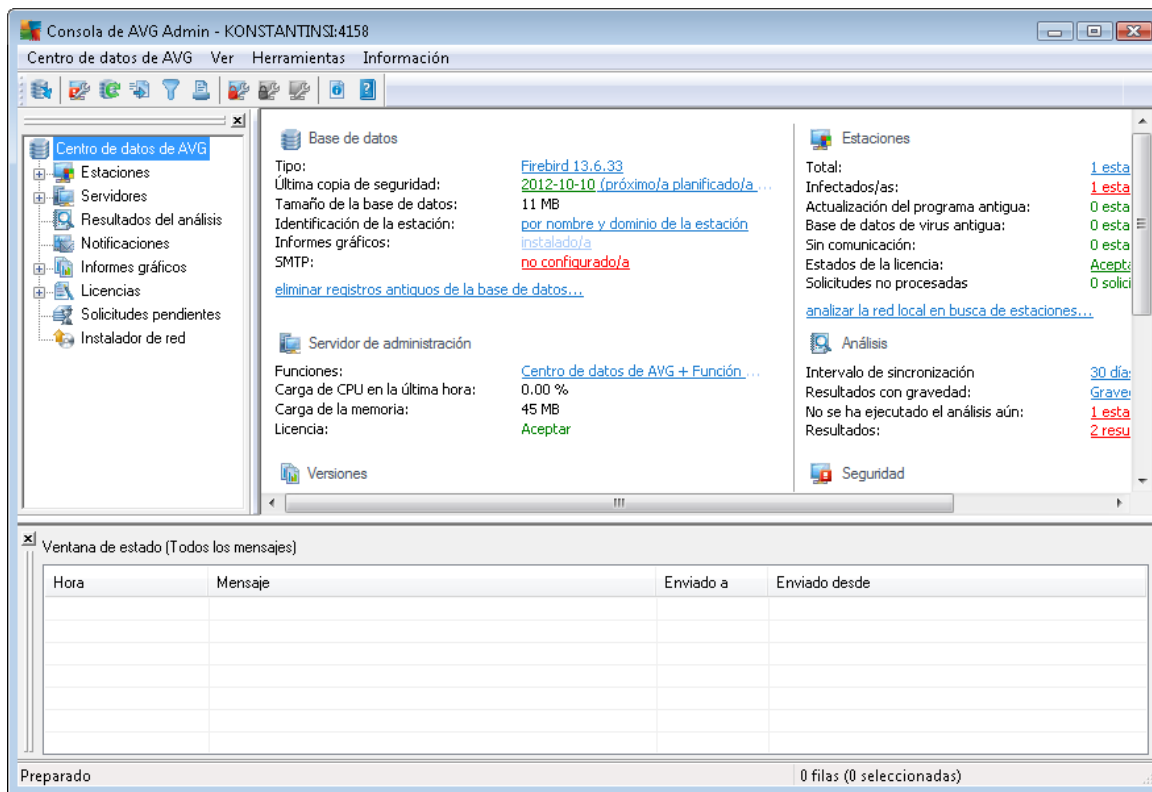 Consola de AVG Admin - KONSTANTINSI:4158
Centro de datos de AVG Ver Herramientas Información
Centro de datos de AVG
Estaciones
Servidores
Resultados del análisis
Notificaciones
Informes gráficos
Licencias
Solicitudes pendientes
Instalador de red
Base de datos
Tipo: Firebird 13.6.33
Última copia de seguridad: 2012-10-10 (próximo/a planificado/a ...
Tamaño de la base de datos: 11 MB
Identificación de la estación: por nombre y dominio de la estación
Informes gráficos: instalado/a
SMTP: no configurado/a
eliminar registros antiguos de la base de datos...
Servidor de administración
Funciones: Centro de datos de AVG + Función ...
Carga de CPU en la última hora: 0.00 %
Carga de la memoria: 45 MB
Licencia: Aceptar
Versiones
Estaciones
Total: 1 esta
Infectados/as: 1 esta
Actualización del programa antigua: 0 esta
Base de datos de virus antigua: 0 esta
Sin comunicación: 0 esta
Estados de la licencia: Acepta
Solicitudes no procesadas 0 solici
analizar la red local en busca de estaciones...
Análisis
Intervalo de sincronización 30 días
Resultados con gravedad: Graved
No se ha ejecutado el análisis aún: 1 esta
Resultados: 2 resu
Seguridad
Ventana de estado (Todos los mensajes)
Hora Mensaje Enviado a Enviado desde
Preparado 0 filas (0 seleccionadas)